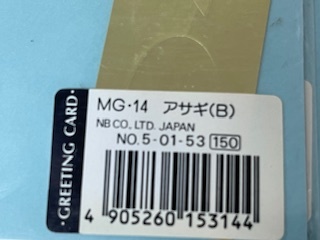 · GREETING CARD ·
MG·14 アサギ(B)
NB CO., LTD. JAPAN
NO. 5-01-53 150
4 905260 153144